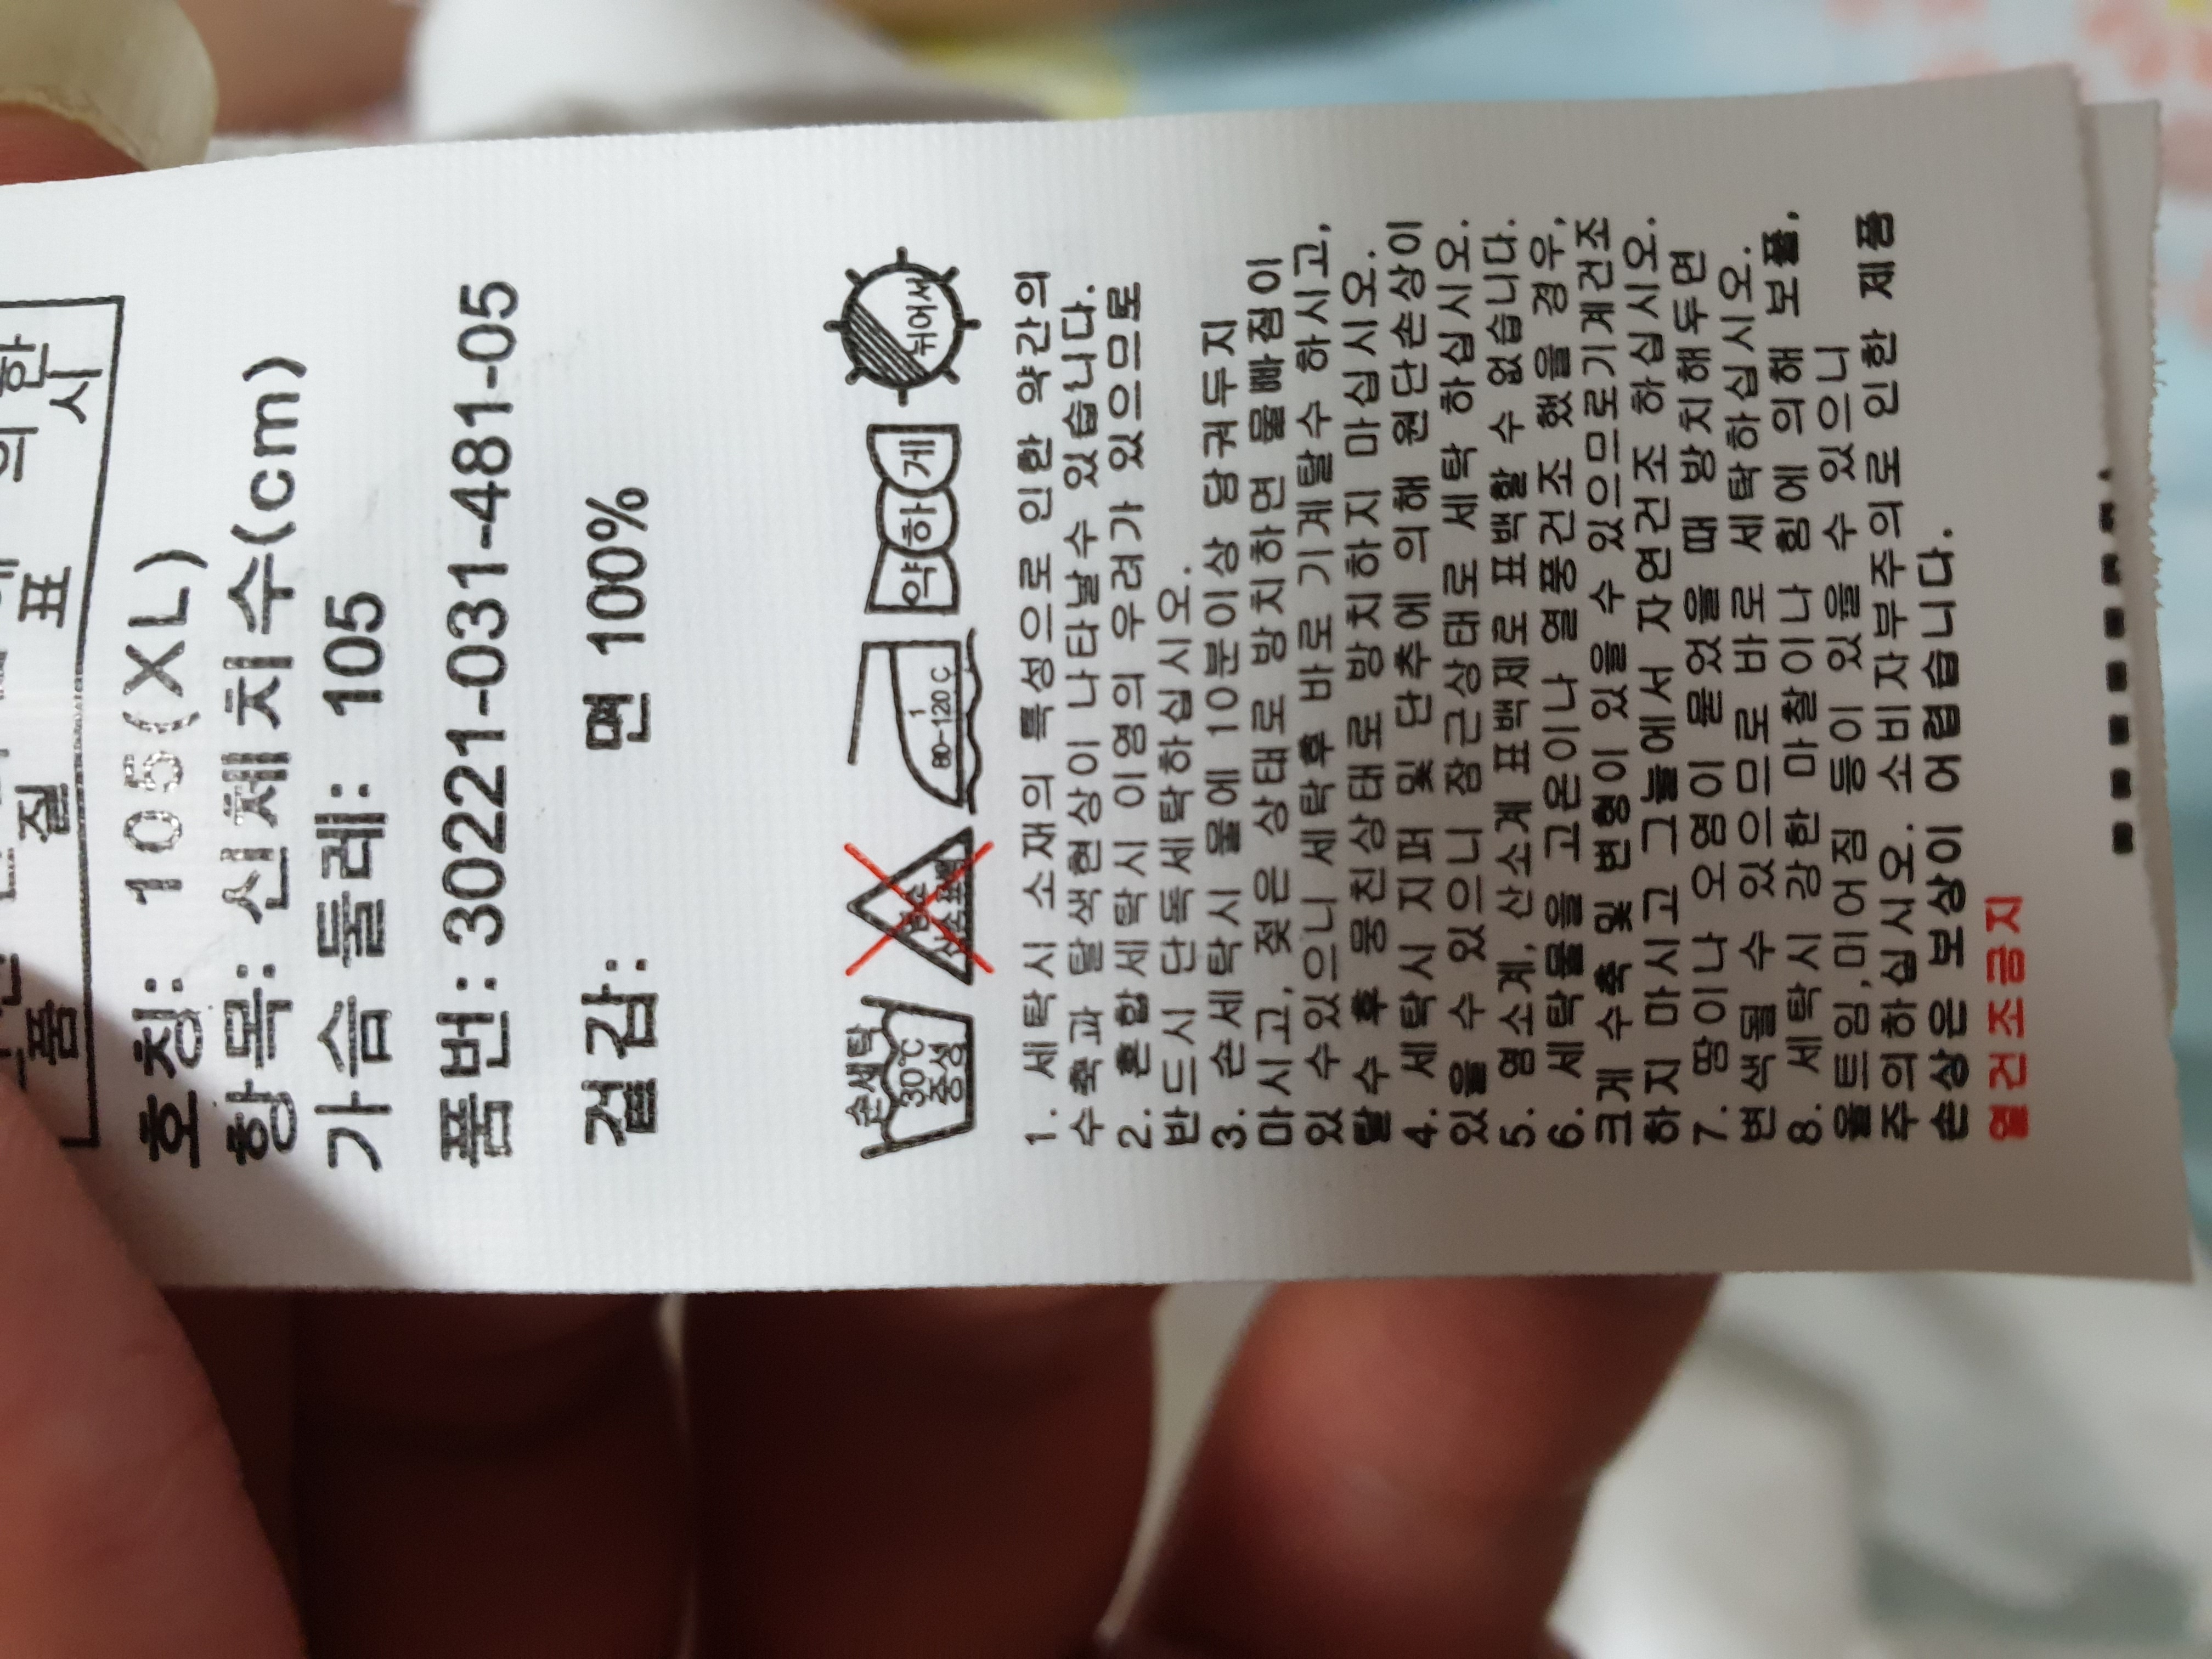 의한
품 질 표 시
호칭: 105(XL)
항목: 신체치수(cm)
가슴둘레: 105
품번: 30221-031-481-05
겉감: 면 100%
손세탁
30℃
중성
염소
산소표백
1
80-120 C
약하게
뉘어서
1. 세탁시 소재의 특성으로 인한 약간의
수축과 탈색현상이 나타날수 있습니다.
2. 혼합세탁시 이염의 우려가 있으므로
반드시 단독세탁하십시오.
3. 손세탁시 물에 10분이상 담궈두지
마시고, 젖은 상태로 방치하면 물빠짐이
있 수있으니 세탁후 바로 기계탈수 하시고,
탈수 후 뭉친상태로 방치하지 마십시오.
4. 세탁시 지퍼 및 단추에 의해 원단손상이
있을 수 있으니 잠근상태로 세탁 하십시오.
5. 염소계, 산소계 표백제로 표백할 수 없습니다.
6. 세탁물을 고온이나 열풍건조 했을 경우,
크게 수축 및 변형이 있을 수 있으므로기계건조
하지 마시고 그늘에서 자연건조 하십시오.
7. 땀이나 오염이 묻었을 때 방치해두면
변색될 수 있으므로 바로 세탁하십시오.
8. 세탁시 강한 마찰이나 힘에 의해 보풀,
올트임,미어짐 등이 있을 수 있으니
주의하십시오. 소비자부주의로 인한 제품
손상은 보상이 어렵습니다.
열건조금지